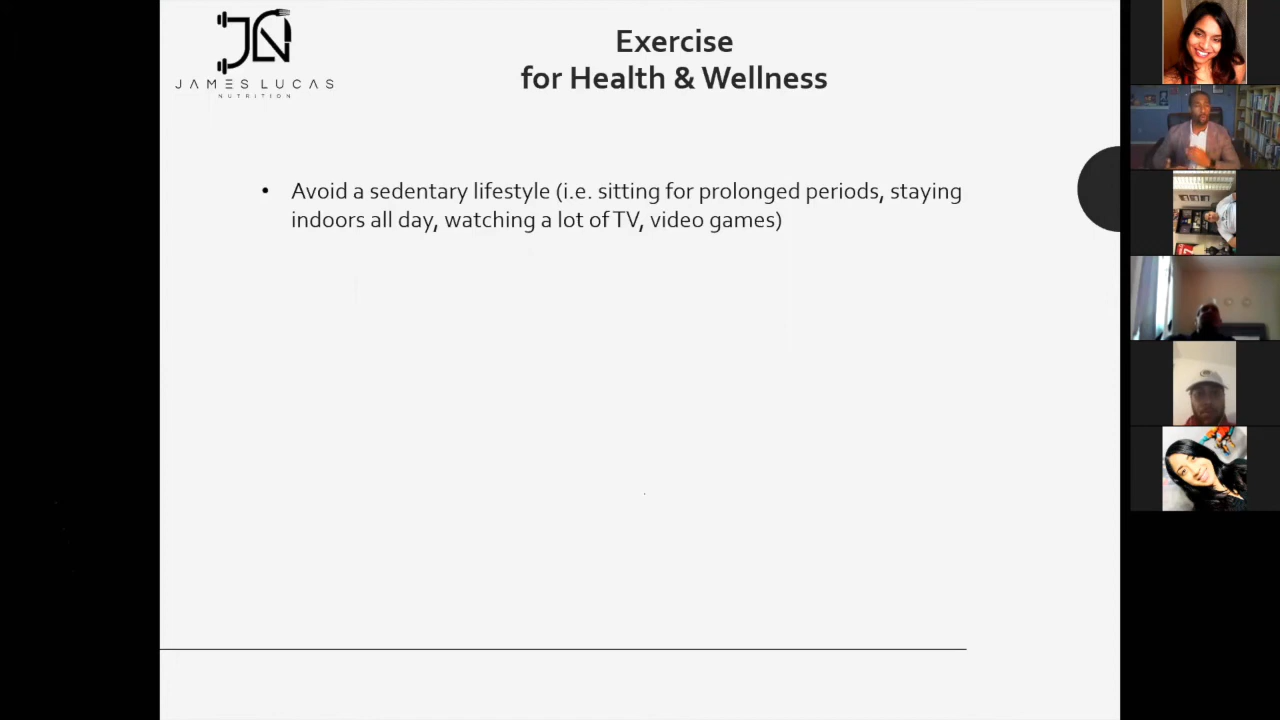 JAMES LUCAS
NUTRITION
Exercise
for Health & Wellness
• Avoid a sedentary lifestyle (i.e. sitting for prolonged periods, staying
indoors all day, watching a lot of TV, video games)